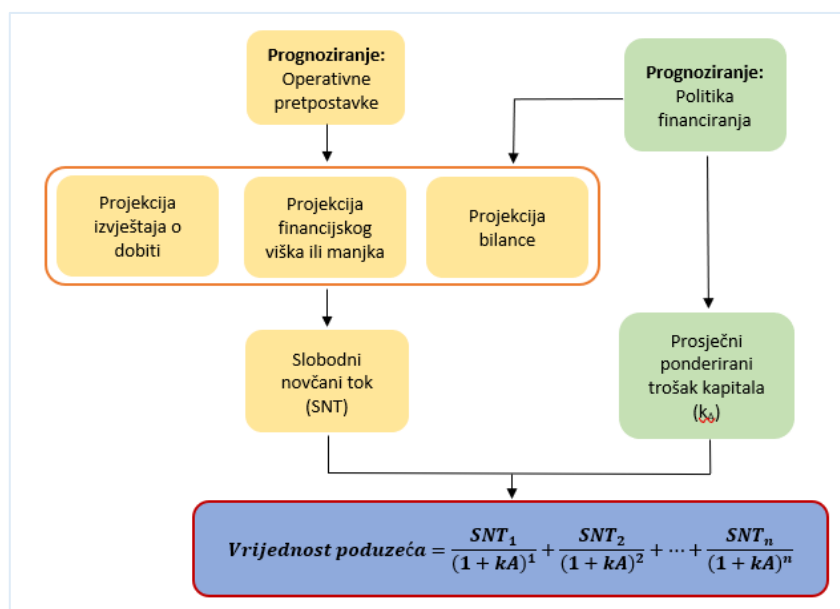 Prognoziranje:
Operativne
pretpostavke
Prognoziranje:
Politika
financiranja
Projekcija
izvještaja o
dobiti
Projekcija
financijskog
viška ili manjka
Projekcija
bilance
Slobodni
novčani tok
(SNT)
Prosječni
ponderirani
trošak kapitala
(kA)
Vrijednost poduzeća = SNT₁/(1 + kA)¹ + SNT₂/(1 + kA)² + ⋯ + SNTₙ/(1 + kA)ⁿ